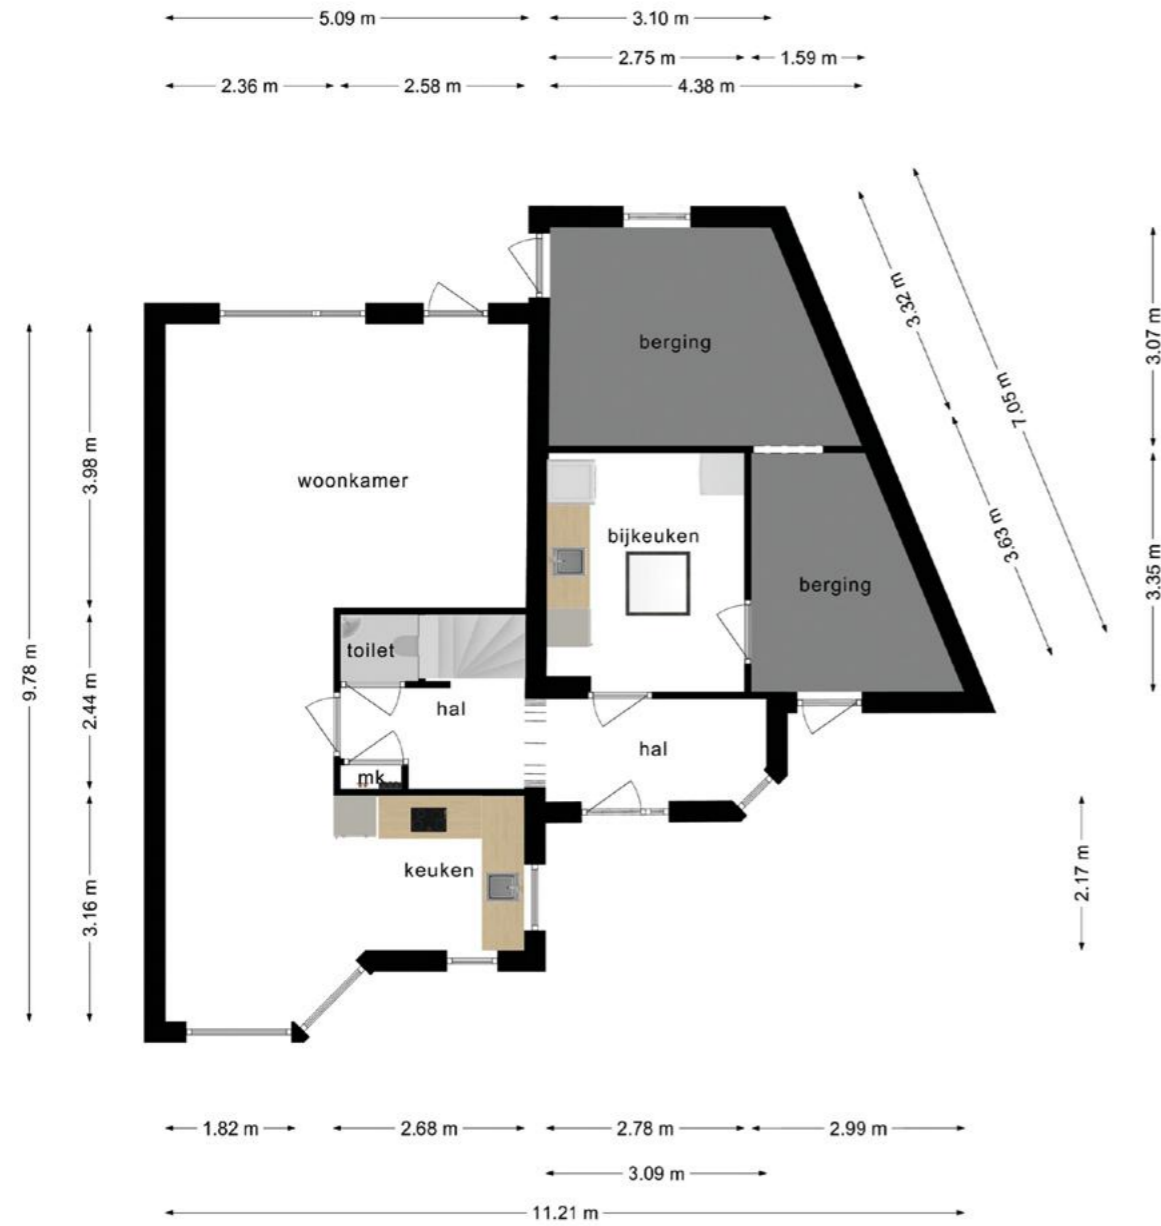 5.09 m
3.10 m
2.75 m
1.59 m
2.36 m
2.58 m
4.38 m
3.32 m
7.05 m
3.07 m
berging
3.98 m
woonkamer
bijkeuken
3.63 m
berging
3.35 m
9.78 m
toilet
2.44 m
hal
hal
mk
keuken
2.17 m
3.16 m
1.82 m
2.68 m
2.78 m
2.99 m
3.09 m
11.21 m